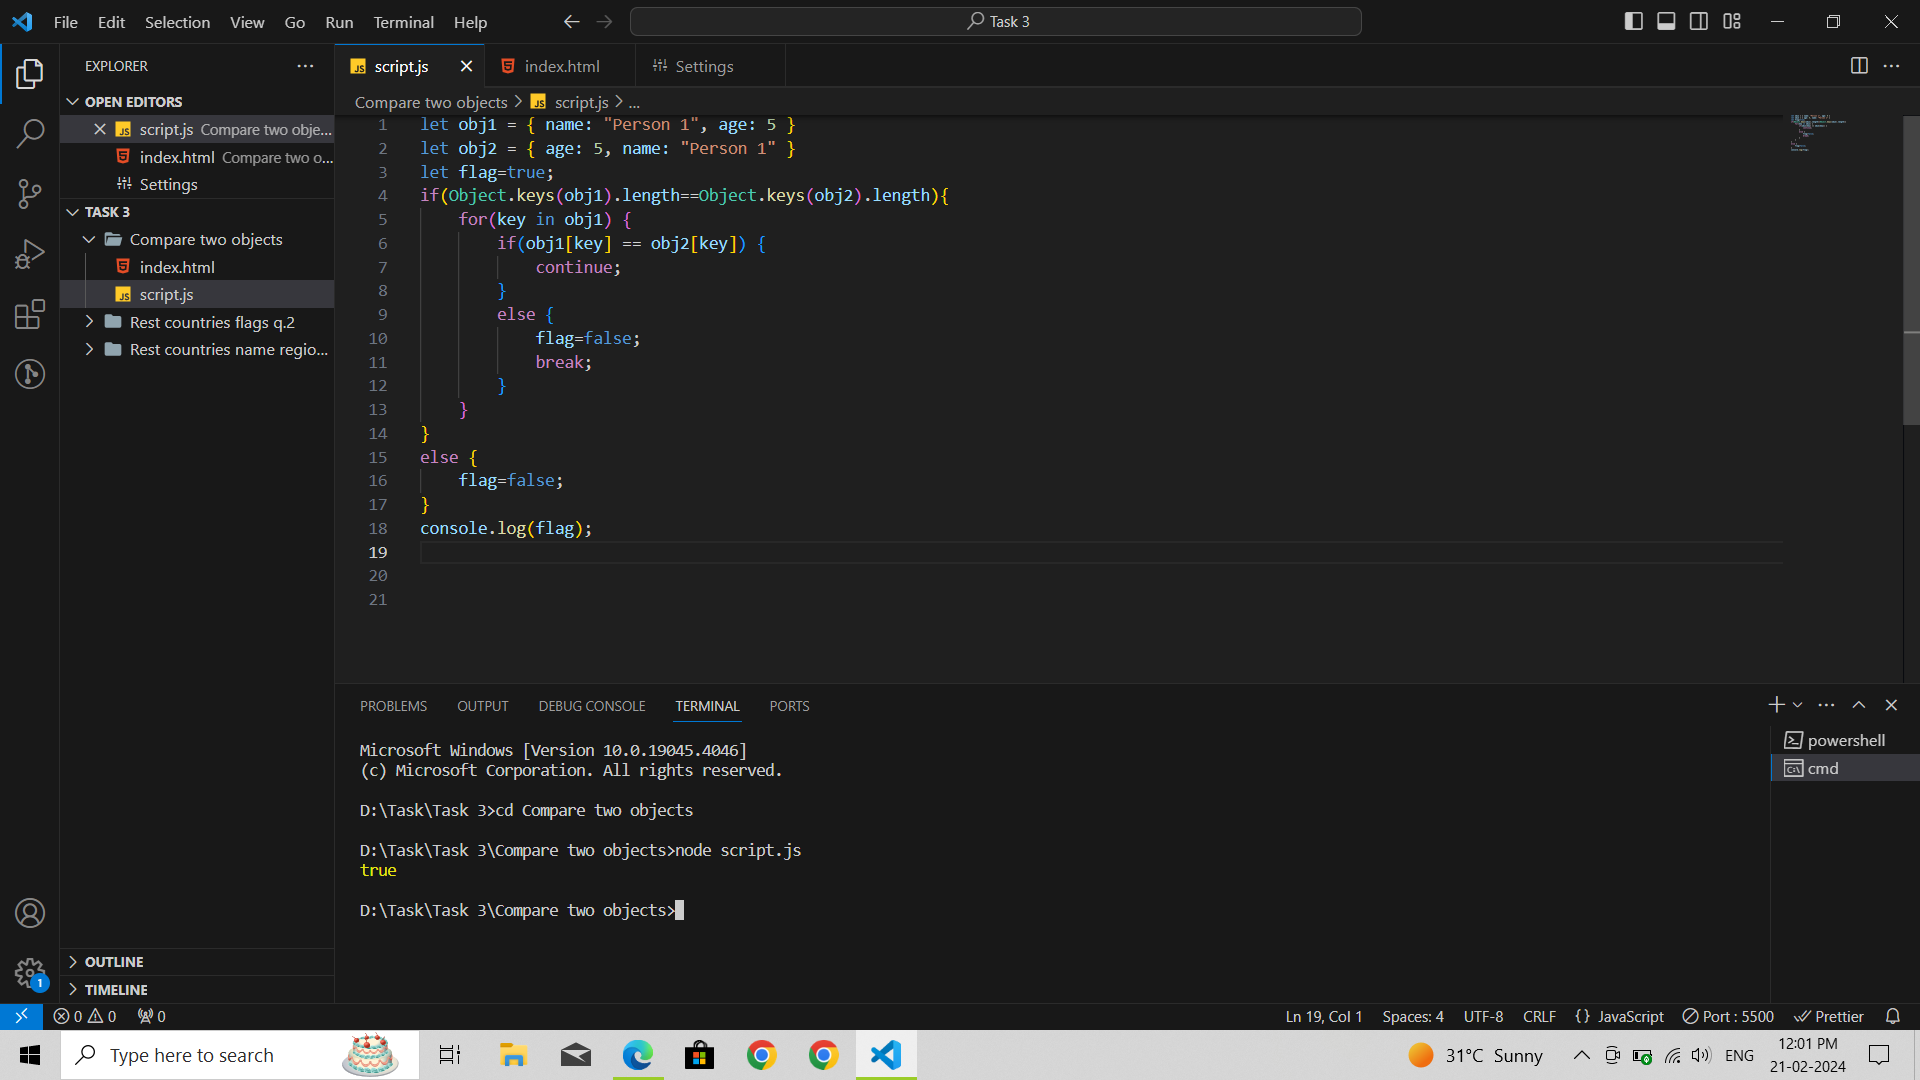 File Edit Selection View Go Run Terminal Help
Task 3
EXPLORER
OPEN EDITORS
script.js Compare two obje...
index.html Compare two o...
Settings
TASK 3
Compare two objects
index.html
script.js
Rest countries flags q.2
Rest countries name regio...
OUTLINE
TIMELINE
script.js
index.html
Settings
Compare two objects > script.js > ...
1 let obj1 = { name: "Person 1", age: 5 }
2 let obj2 = { age: 5, name: "Person 1" }
3 let flag=true;
4 if(Object.keys(obj1).length==Object.keys(obj2).length){
5 for(key in obj1) {
6 if(obj1[key] == obj2[key]) {
7 continue;
8 }
9 else {
10 flag=false;
11 break;
12 }
13 }
14 }
15 else {
16 flag=false;
17 }
18 console.log(flag);
19
20
21
PROBLEMS OUTPUT DEBUG CONSOLE TERMINAL PORTS
Microsoft Windows [Version 10.0.19045.4046]
(c) Microsoft Corporation. All rights reserved.
D:\Task\Task 3>cd Compare two objects
D:\Task\Task 3\Compare two objects>node script.js
true
D:\Task\Task 3\Compare two objects>
powershell
cmd
1
0 0 0
Ln 19, Col 1 Spaces: 4 UTF-8 CRLF {} JavaScript Port : 5500 Prettier
Type here to search
31°C Sunny
ENG
12:01 PM
21-02-2024